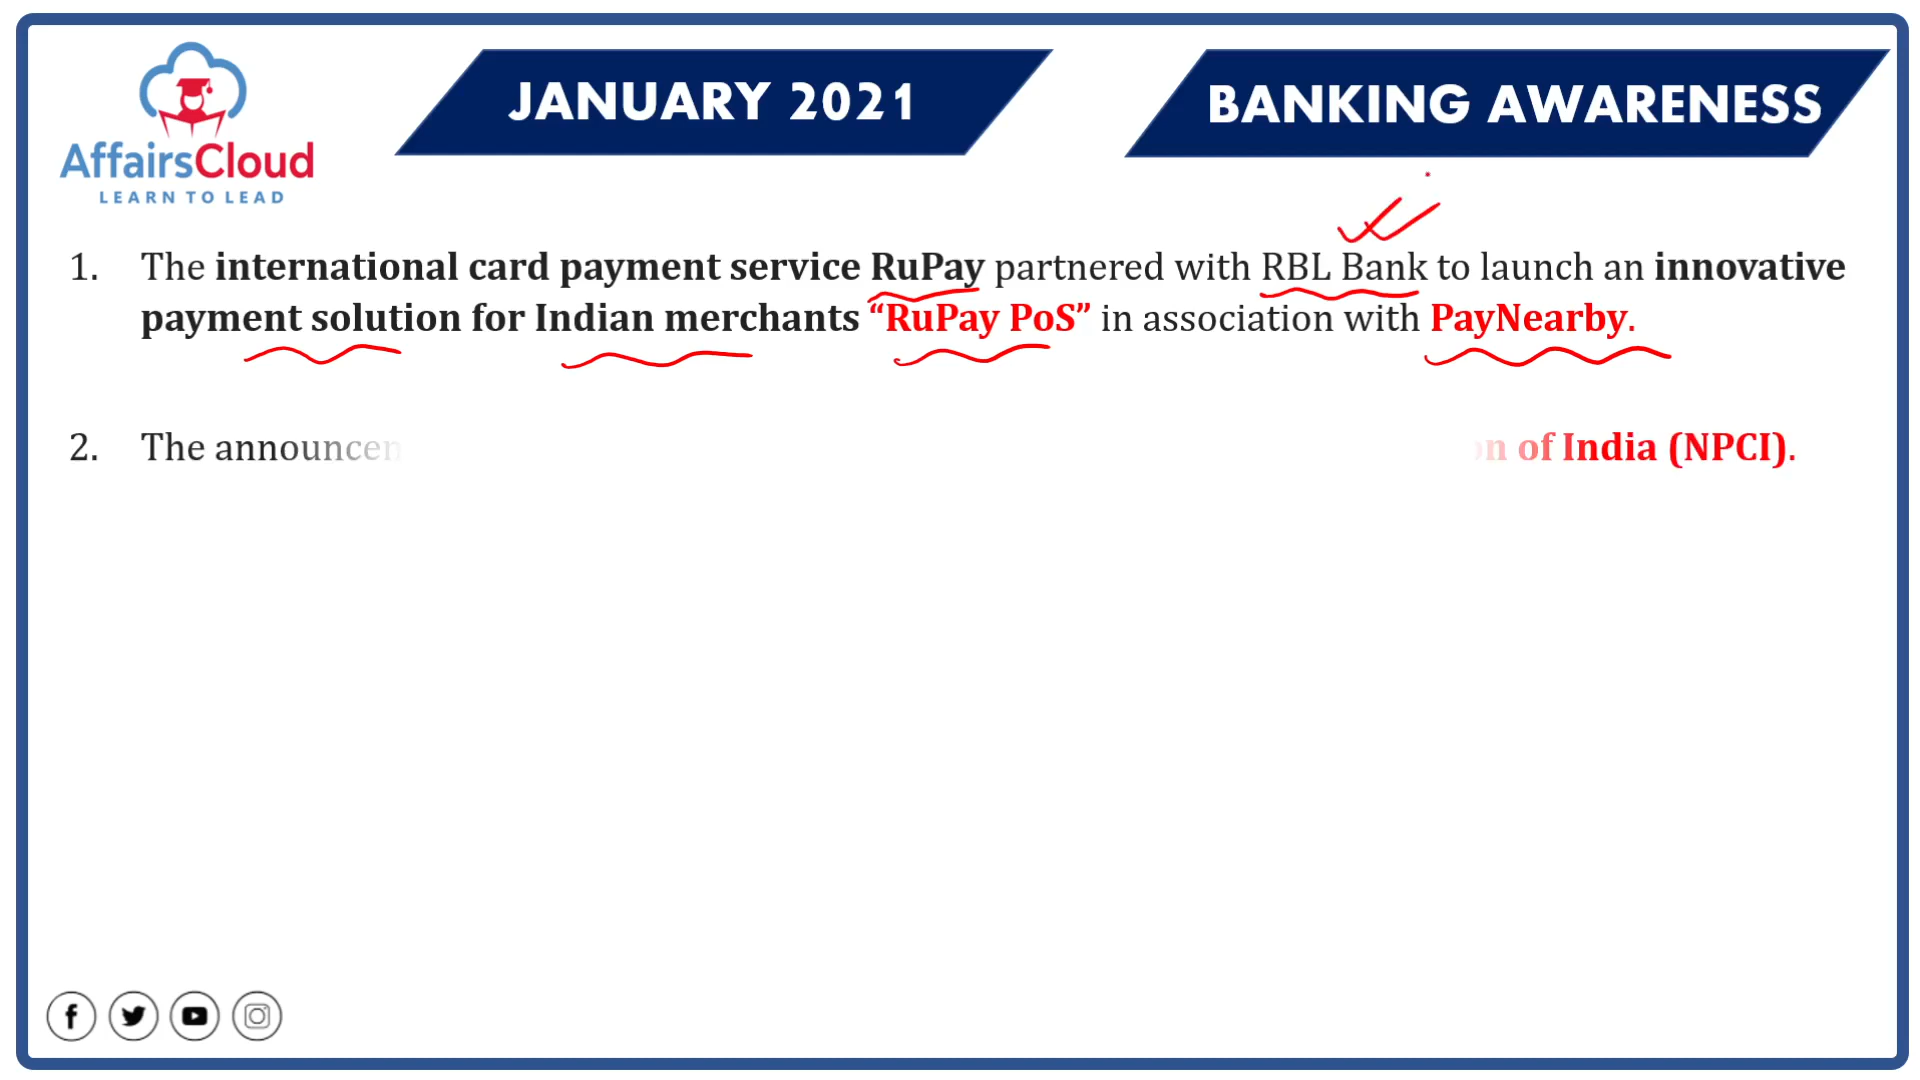 AffairsCloud
LEARN TO LEAD
JANUARY 2021
BANKING AWARENESS
1. The international card payment service RuPay partnered with RBL Bank to launch an innovative
payment solution for Indian merchants “RuPay PoS” in association with PayNearby.
2. The announcen on of India (NPCI).